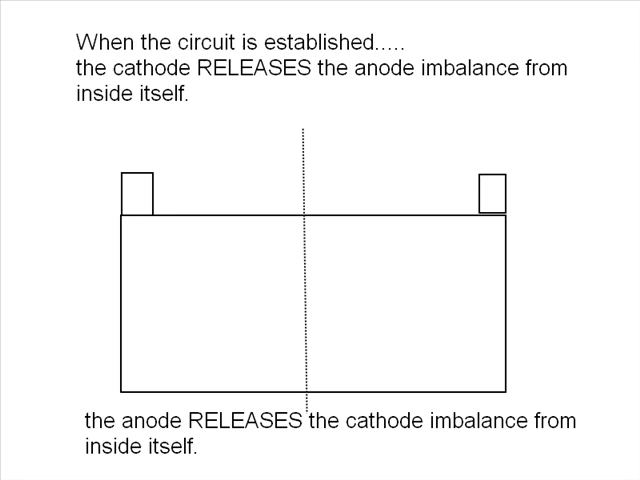 When the circuit is established.....
the cathode RELEASES the anode imbalance from
inside itself.
the anode RELEASES the cathode imbalance from
inside itself.